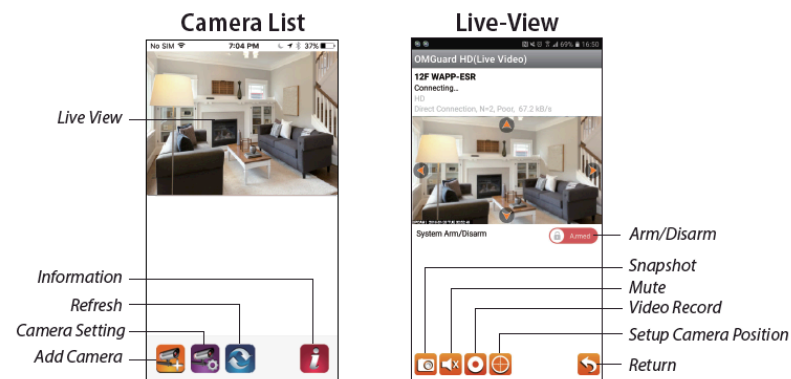 Camera List
Live-View
No SIM 7:04 PM 37%
69% 16:50
OMGuard HD(Live Video)
12F WAPP-ESR
Connecting...
HD
Direct Connection, N=2, Poor, 67.2 kB/s
Live View
System Arm/Disarm
Armed
Arm/Disarm
Snapshot
Mute
Video Record
Setup Camera Position
Return
Information
Refresh
Camera Setting
Add Camera